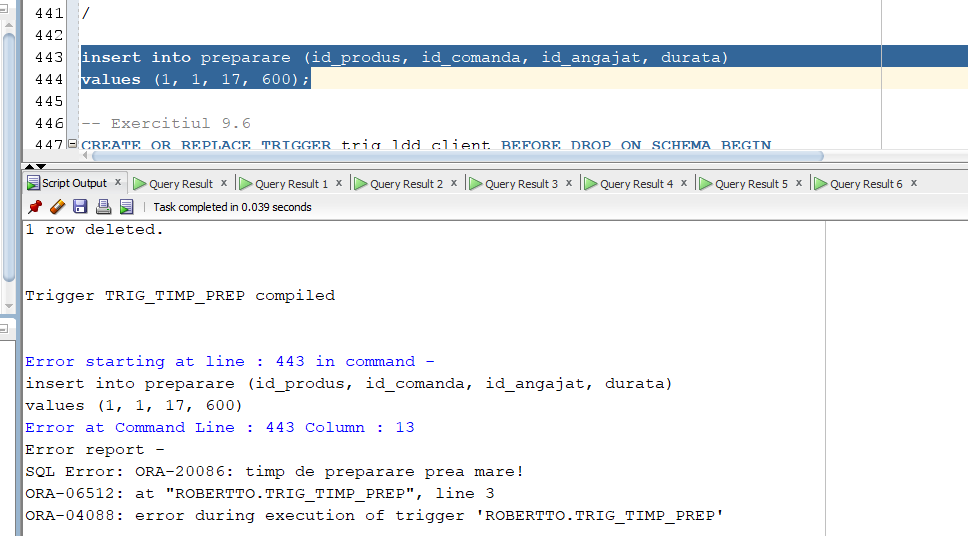 441 /
442
443 insert into preparare (id_produs, id_comanda, id_angajat, durata)
444 values (1, 1, 17, 600);
445
446 -- Exercitiul 9.6
447 CREATE OR REPLACE TRIGGER trig_ldd_client BEFORE DROP ON SCHEMA BEGIN
Script Output x Query Result x Query Result 1 x Query Result 2 x Query Result 3 x Query Result 4 x Query Result 5 x Query Result 6 x
Task completed in 0.039 seconds
1 row deleted.
Trigger TRIG_TIMP_PREP compiled
Error starting at line : 443 in command -
insert into preparare (id_produs, id_comanda, id_angajat, durata)
values (1, 1, 17, 600)
Error at Command Line : 443 Column : 13
Error report -
SQL Error: ORA-20086: timp de preparare prea mare!
ORA-06512: at "ROBERTTO.TRIG_TIMP_PREP", line 3
ORA-04088: error during execution of trigger 'ROBERTTO.TRIG_TIMP_PREP'